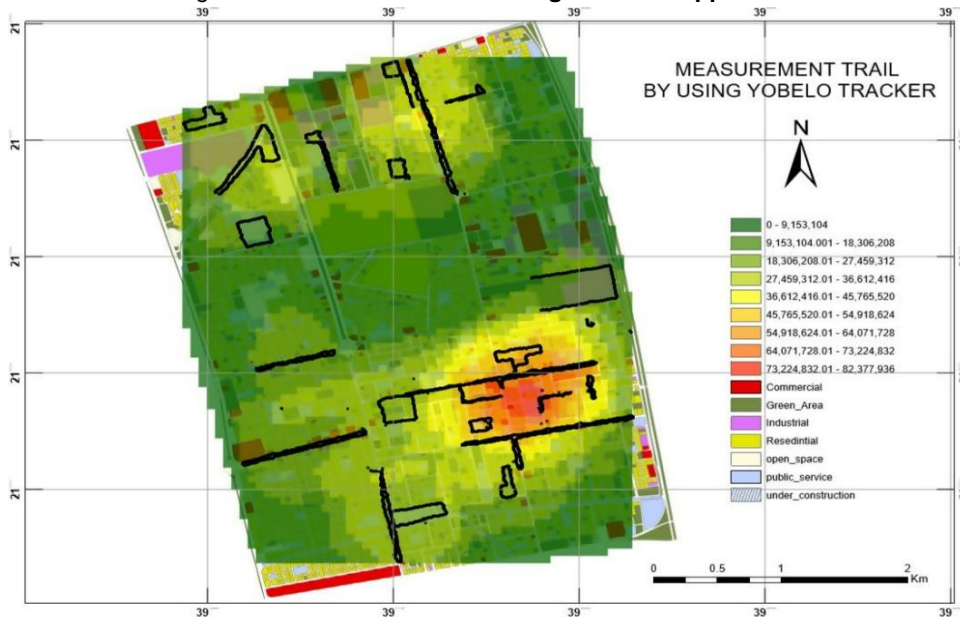 39 39 39 39 39
21
21
21
21
21
MEASUREMENT TRAIL
BY USING YOBELO TRACKER
N
0 - 9,153,104
9,153,104.001 - 18,306,208
18,306,208.01 - 27,459,312
27,459,312.01 - 36,612,416
36,612,416.01 - 45,765,520
45,765,520.01 - 54,918,624
54,918,624.01 - 64,071,728
64,071,728.01 - 73,224,832
73,224,832.01 - 82,377,936
Commercial
Green_Area
Industrial
Resedintial
open_space
public_service
under_construction
0 0.5 1 2
Km
39 39 39 39 39